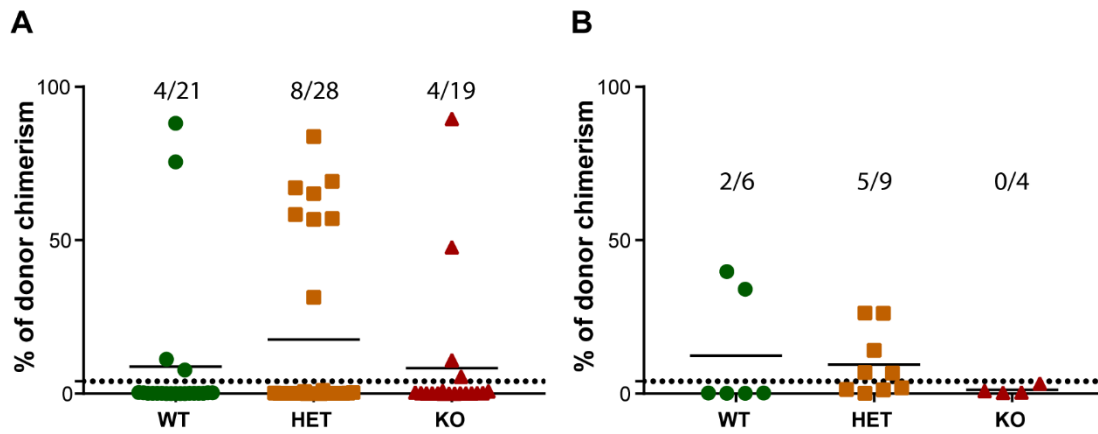 A
% of donor chimerism
100
50
0
4/21
8/28
4/19
WT
HET
KO
B
% of donor chimerism
100
50
0
2/6
5/9
0/4
WT
HET
KO